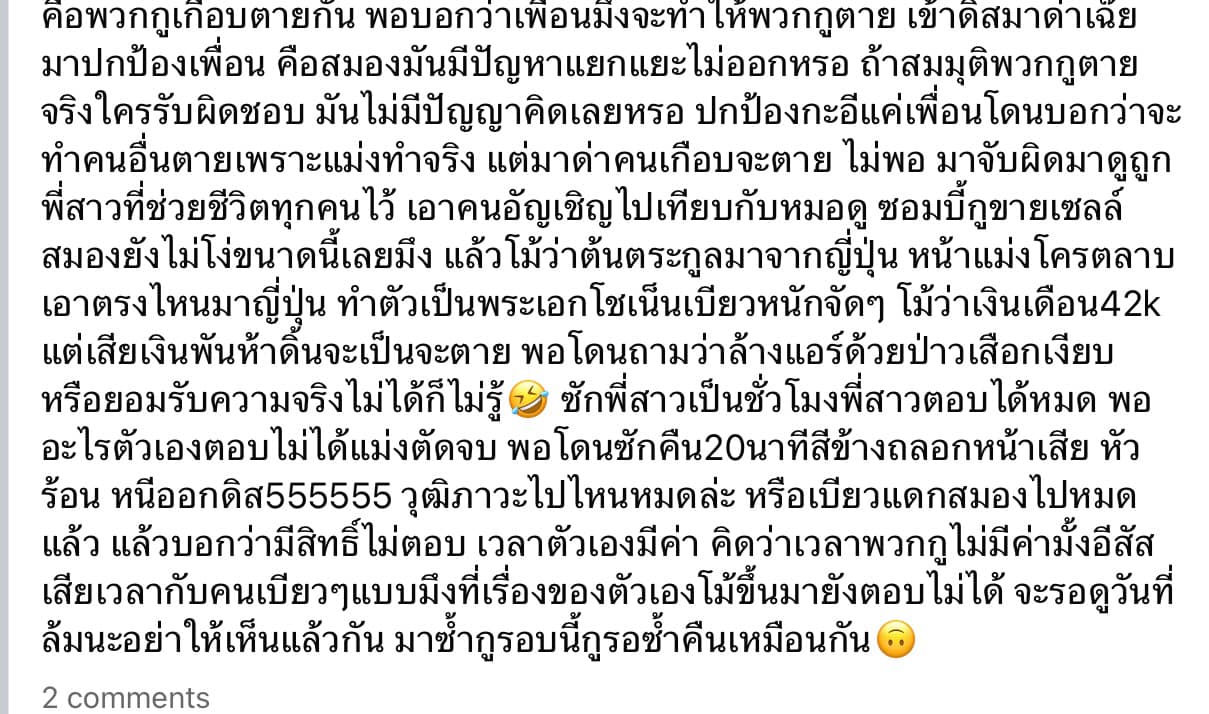 คือพวกกูเกือบตายกัน พอบอกว่าเพื่อนมึงจะทำให้พวกกูตาย เข้าดิสมาด่าเฉ๊ย
มาปกป้องเพื่อน คือสมองมันมีปัญหาแยกแยะไม่ออกหรอ ถ้าสมมุติพวกกูตาย
จริงใครรับผิดชอบ มันไม่มีปัญญาคิดเลยหรอ ปกป้องกะอีแค่เพื่อนโดนบอกว่าจะ
ทำคนอื่นตายเพราะแม่งทำจริง แต่มาด่าคนเกือบจะตาย ไม่พอ มาจับผิดมาดูถูก
พี่สาวที่ช่วยชีวิตทุกคนไว้ เอาคนอัญเชิญไปเทียบกับหมอดู ซอมบี้กูขายเซลล์
สมองยังไม่โง่ขนาดนี้เลยมึง แล้วโม้ว่าต้นตระกูลมาจากญี่ปุ่น หน้าแม่งโครตลาบ
เอาตรงไหนมาญี่ปุ่น ทำตัวเป็นพระเอกโชเน็นเบียวหนักจัดๆ โม้ว่าเงินเดือน42k
แต่เสียเงินพันห้าดิ้นจะเป็นจะตาย พอโดนถามว่าล้างแอร์ด้วยป่าวเสือกเงียบ
หรือยอมรับความจริงไม่ได้ก็ไม่รู้🤣 ซักพี่สาวเป็นชั่วโมงพี่สาวตอบได้หมด พอ
อะไรตัวเองตอบไม่ได้แม่งตัดจบ พอโดนซักคืน20นาทีสีข้างถลอกหน้าเสีย หัว
ร้อน หนีออกดิส555555 วุฒิภาวะไปไหนหมดล่ะ หรือเบียวแดกสมองไปหมด
แล้ว แล้วบอกว่ามีสิทธิ์ไม่ตอบ เวลาตัวเองมีค่า คิดว่าเวลาพวกกูไม่มีค่ามั้งอีสัส
เสียเวลากับคนเบียวๆแบบมึงที่เรื่องของตัวเองโม้ขึ้นมายังตอบไม่ได้ จะรอดูวันที่
ล้มนะอย่าให้เห็นแล้วกัน มาซ้ำกูรอบนี้กูรอซ้ำคืนเหมือนกัน🙃
2 comments